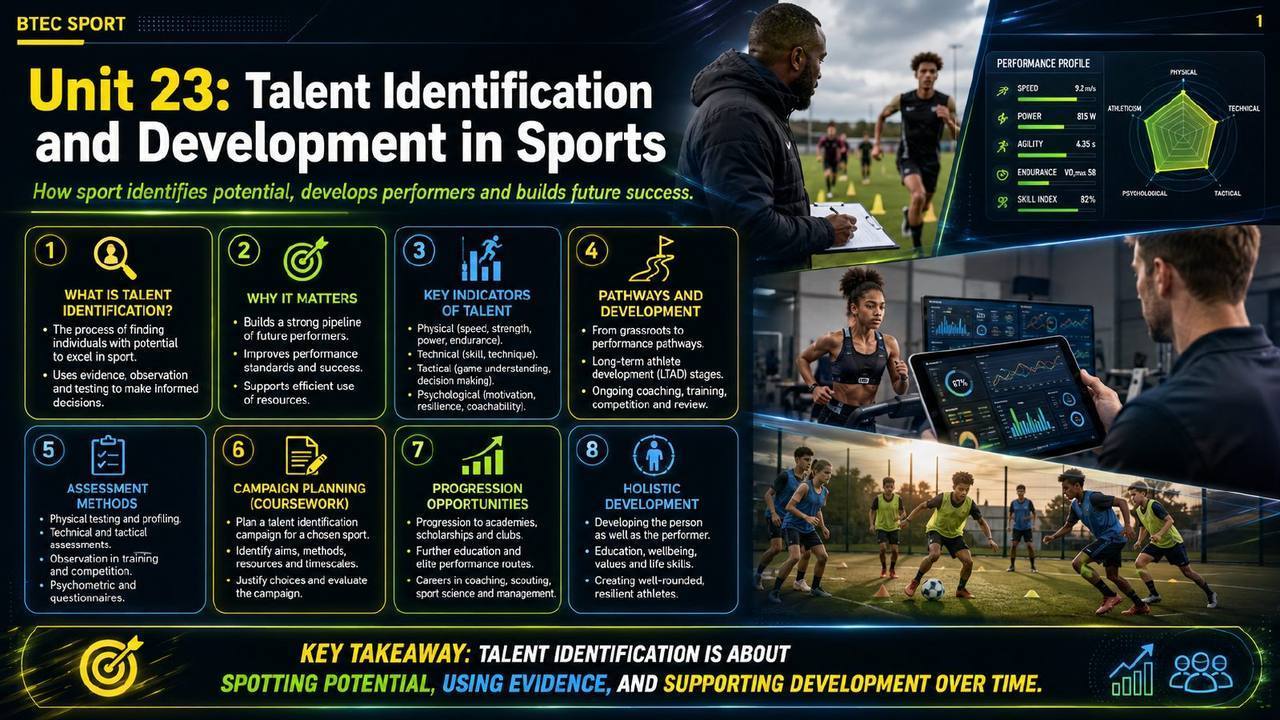 BTEC SPORT
1
Unit 23: Talent Identification
and Development in Sports
How sport identifies potential, develops performers and builds future success.
PERFORMANCE PROFILE
SPEED 9.2 m/s
POWER 815 W
AGILITY 4.35 s
ENDURANCE VO₂max 58
SKILL INDEX 82%
PHYSICAL
TECHNICAL
TACTICAL
PSYCHOLOGICAL
ATHLETICISM
1
WHAT IS TALENT
IDENTIFICATION?
• The process of finding
individuals with potential
to excel in sport.
• Uses evidence, observation
and testing to make informed
decisions.
2
WHY IT MATTERS
• Builds a strong pipeline
of future performers.
• Improves performance
standards and success.
• Supports efficient use
of resources.
3
KEY INDICATORS
OF TALENT
• Physical (speed, strength,
power, endurance).
• Technical (skill, technique).
• Tactical (game understanding,
decision making).
• Psychological (motivation,
resilience, coachability).
4
PATHWAYS AND
DEVELOPMENT
• From grassroots to
performance pathways.
• Long-term athlete
development (LTAD) stages.
• Ongoing coaching, training,
competition and review.
87%
5
ASSESSMENT
METHODS
• Physical testing and profiling.
• Technical and tactical
assessments.
• Observation in training
and competition.
• Psychometric and
questionnaires.
6
CAMPAIGN PLANNING
(COURSEWORK)
• Plan a talent identification
campaign for a chosen sport.
• Identify aims, methods,
resources and timescales.
• Justify choices and evaluate
the campaign.
7
PROGRESSION
OPPORTUNITIES
• Progression to academies,
scholarships and clubs.
• Further education and
elite performance routes.
• Careers in coaching, scouting,
sport science and management.
8
HOLISTIC
DEVELOPMENT
• Developing the person
as well as the performer.
• Education, wellbeing,
values and life skills.
• Creating well-rounded,
resilient athletes.
KEY TAKEAWAY: TALENT IDENTIFICATION IS ABOUT
SPOTTING POTENTIAL, USING EVIDENCE, AND SUPPORTING DEVELOPMENT OVER TIME.